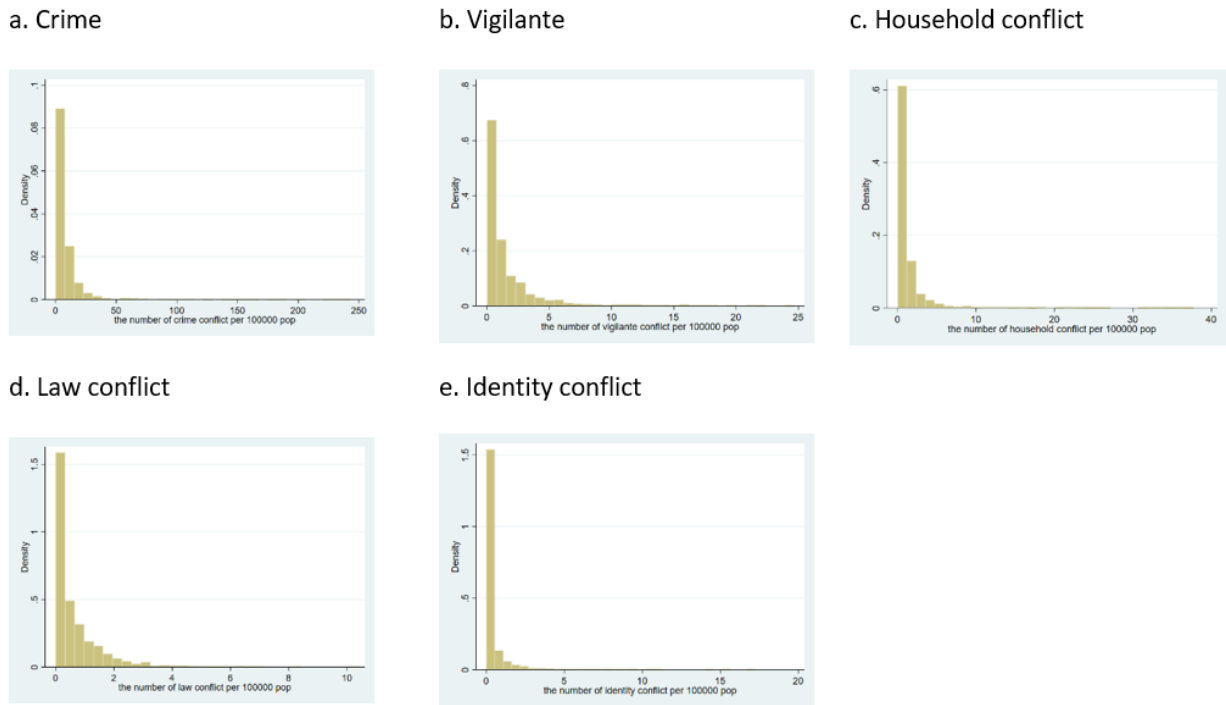 a. Crime
b. Vigilante
c. Household conflict
Density
0 .02 .04 .06 .08 .1
0 50 100 150 200 250
the number of crime conflict per 100000 pop
Density
0 .2 .4 .6 .8
0 5 10 15 20 25
the number of vigilante conflict per 100000 pop
Density
0 .2 .4 .6
0 10 20 30 40
the number of household conflict per 100000 pop
d. Law conflict
e. Identity conflict
Density
0 .5 1 1.5
0 2 4 6 8 10
the number of law conflict per 100000 pop
Density
0 .5 1 1.5
0 5 10 15 20
the number of identity conflict per 100000 pop